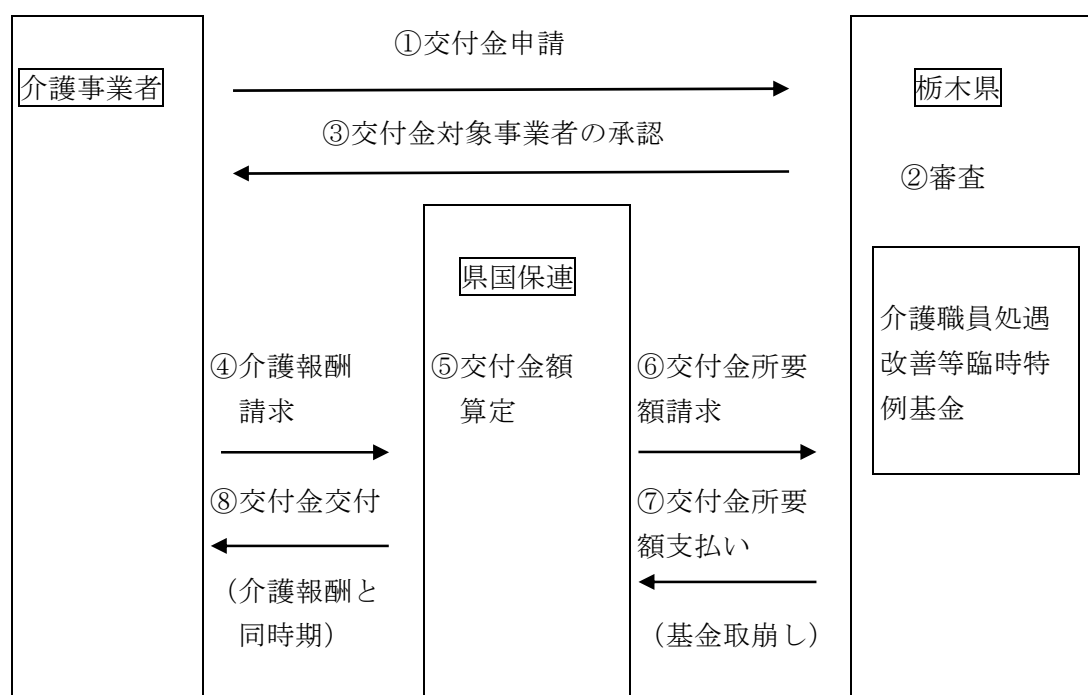 ①交付金申請
介護事業者
栃木県
③交付金対象事業者の承認
②審査
県国保連
介護職員処遇
改善等臨時特
例基金
④介護報酬
請求
⑤交付金額
算定
⑥交付金所要
額請求
⑧交付金交付
⑦交付金所要
額支払い
（介護報酬と
同時期）
（基金取崩し）